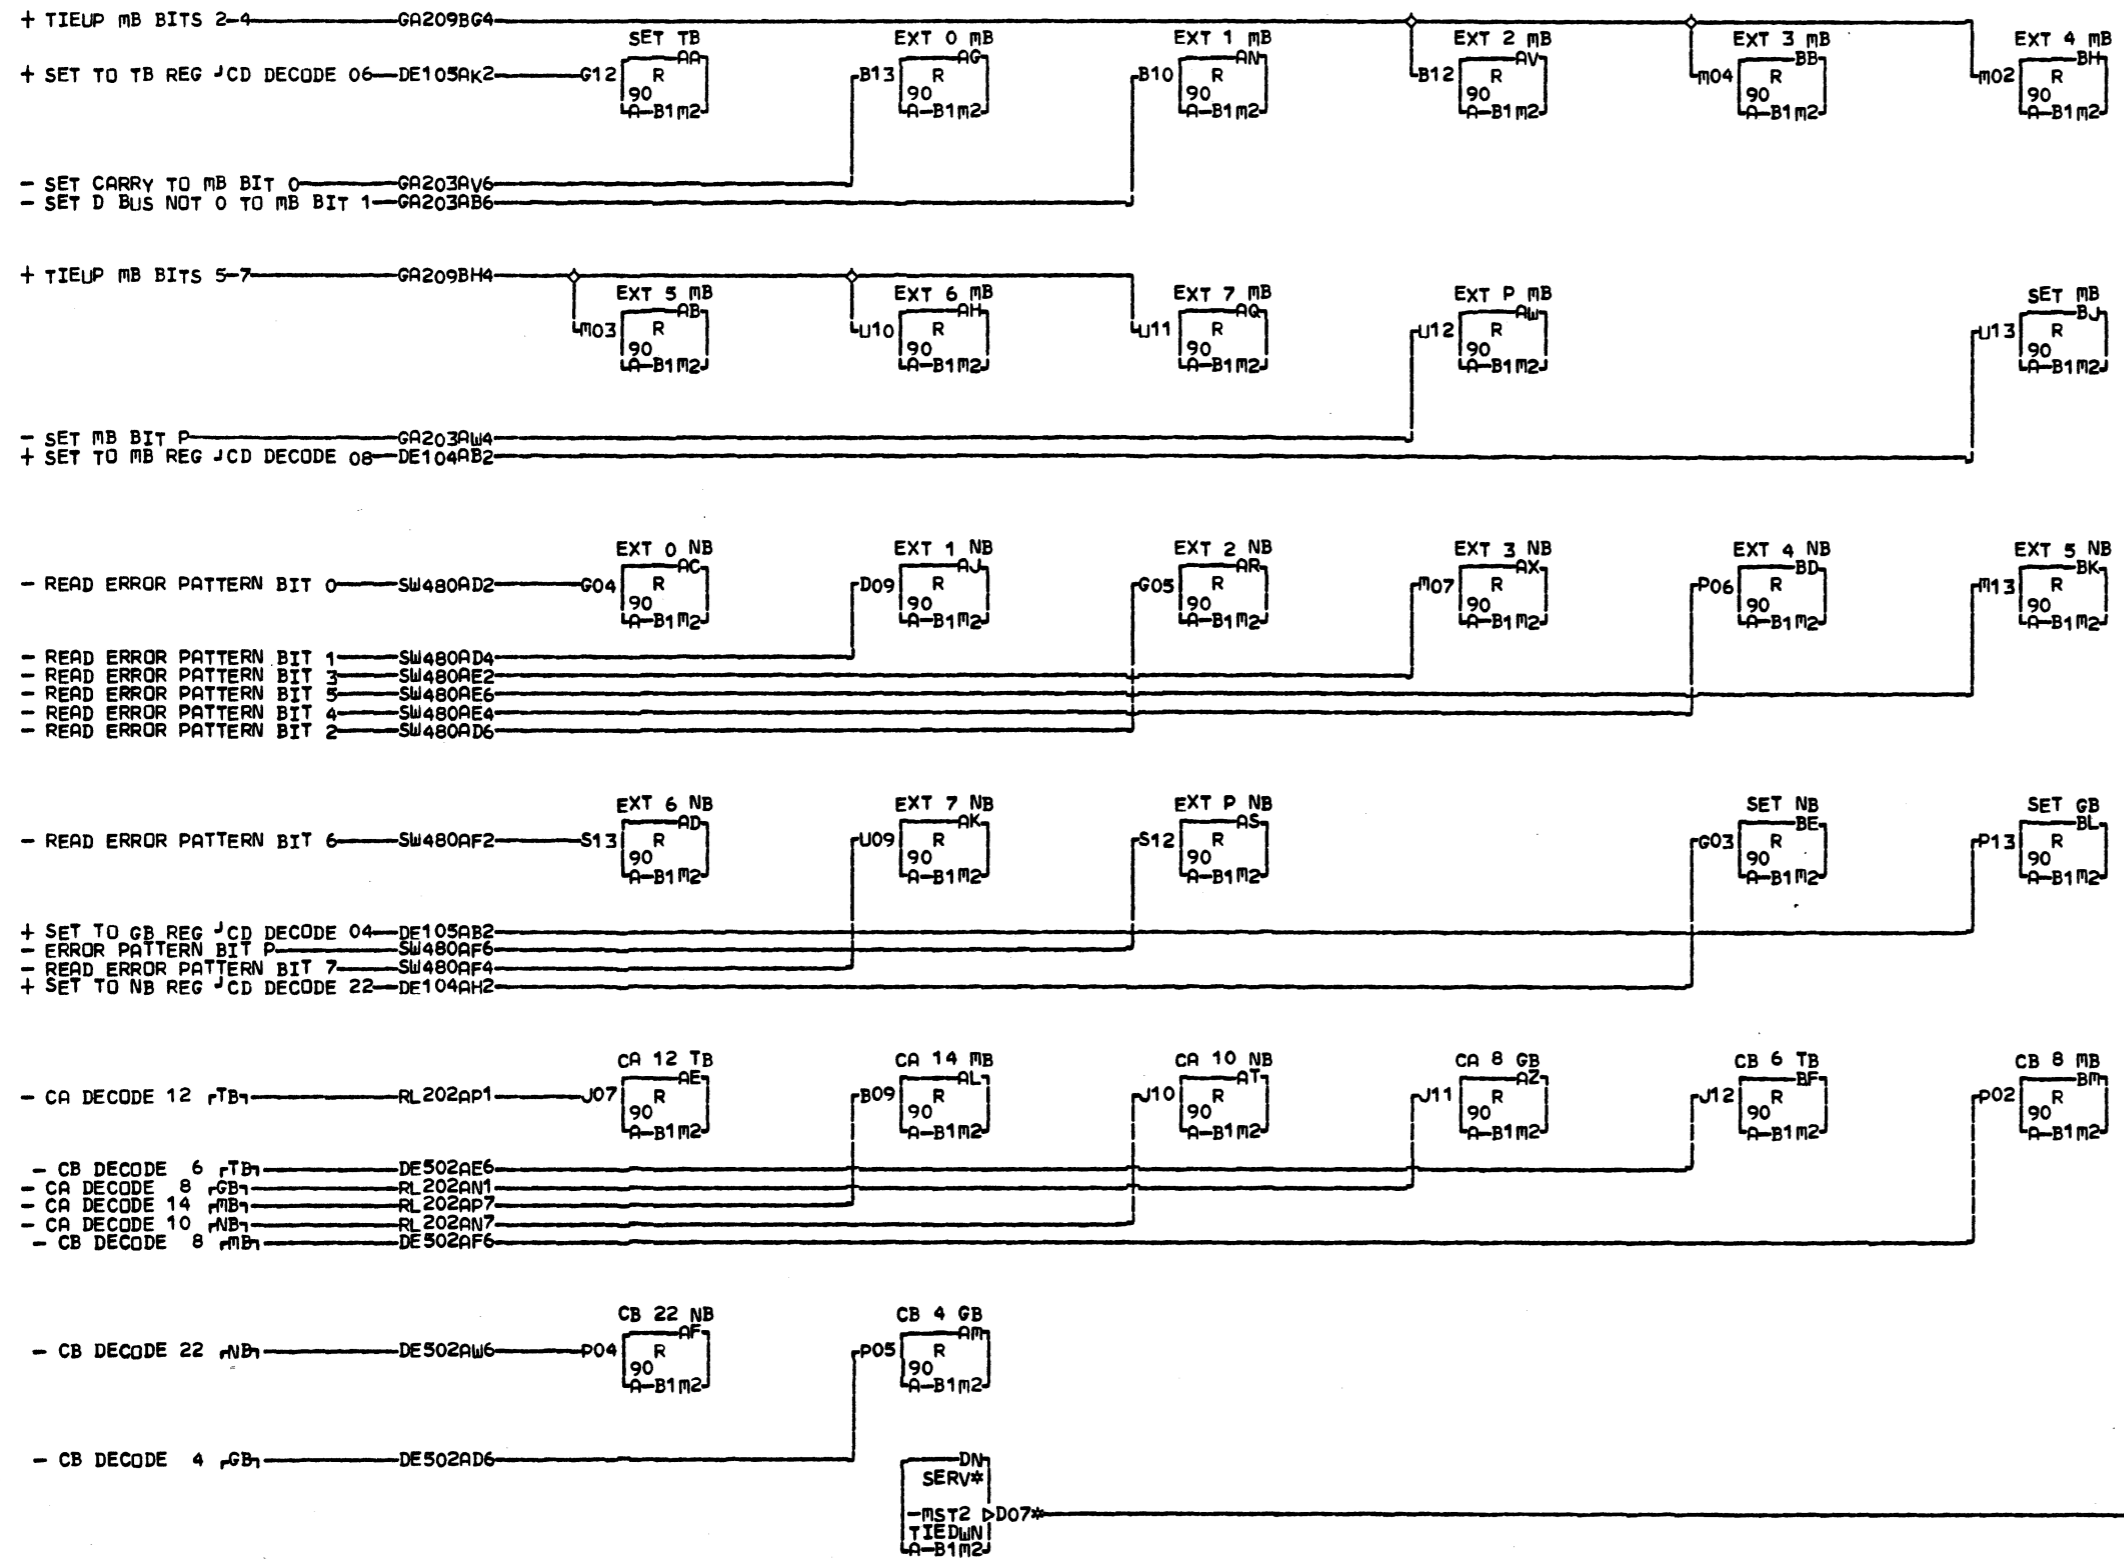 + TIEUP MB BITS 2-4 GA209BG4
SET TB EXT 0 MB EXT 1 MB EXT 2 MB EXT 3 MB EXT 4 MB
AA AG AN AV BB BH
+ SET TO TB REG ┘CD DECODE 06 DE105AK2 G12 R B13 R B10 R B12 R M04 R M02 R
90 90 90 90 90 90
A-B1M2 A-B1M2 A-B1M2 A-B1M2 A-B1M2 A-B1M2
- SET CARRY TO MB BIT 0 GA203AV6
- SET D BUS NOT 0 TO MB BIT 1 GA203AB6
+ TIEUP MB BITS 5-7 GA209BH4
EXT 5 MB EXT 6 MB EXT 7 MB EXT P MB SET MB
AB AH AQ AW BJ
M03 R U10 R U11 R U12 R U13 R
90 90 90 90 90
A-B1M2 A-B1M2 A-B1M2 A-B1M2 A-B1M2
- SET MB BIT P GA203AW4
+ SET TO MB REG ┘CD DECODE 08 DE104AB2
EXT 0 NB EXT 1 NB EXT 2 NB EXT 3 NB EXT 4 NB EXT 5 NB
AC AJ AR AX BD BK
- READ ERROR PATTERN BIT 0 SW480AD2 G04 R D09 R G05 R M07 R P06 R M13 R
90 90 90 90 90 90
A-B1M2 A-B1M2 A-B1M2 A-B1M2 A-B1M2 A-B1M2
- READ ERROR PATTERN BIT 1 SW480AD4
- READ ERROR PATTERN BIT 3 SW480AE2
- READ ERROR PATTERN BIT 5 SW480AE6
- READ ERROR PATTERN BIT 4 SW480AE4
- READ ERROR PATTERN BIT 2 SW480AD6
EXT 6 NB EXT 7 NB EXT P NB SET NB SET GB
AD AK AS BE BL
- READ ERROR PATTERN BIT 6 SW480AF2 S13 R U09 R S12 R G03 R P13 R
90 90 90 90 90
A-B1M2 A-B1M2 A-B1M2 A-B1M2 A-B1M2
+ SET TO GB REG ┘CD DECODE 04 DE105AB2
- ERROR PATTERN BIT P SW480AF6
- READ ERROR PATTERN BIT 7 SW480AF4
+ SET TO NB REG ┘CD DECODE 22 DE104AH2
CA 12 TB CA 14 MB CA 10 NB CA 8 GB CB 6 TB CB 8 MB
AE AL AT AZ BF BM
- CA DECODE 12 ┌TB┐ RL202AP1 J07 R B09 R J10 R J11 R J12 R P02 R
90 90 90 90 90 90
A-B1M2 A-B1M2 A-B1M2 A-B1M2 A-B1M2 A-B1M2
- CB DECODE 6 ┌TB┐ DE502AE6
- CA DECODE 8 ┌GB┐ RL202AN1
- CA DECODE 14 ┌MB┐ RL202AP7
- CA DECODE 10 ┌NB┐ RL202AN7
- CB DECODE 8 ┌MB┐ DE502AF6
CB 22 NB CB 4 GB
AF AM
- CB DECODE 22 ┌NB┐ DE502AW6 P04 R P05 R
90 90
A-B1M2 A-B1M2
- CB DECODE 4 ┌GB┐ DE502AD6
DN
SERV*
-MST2 D07*
TIEDWN
A-B1M2